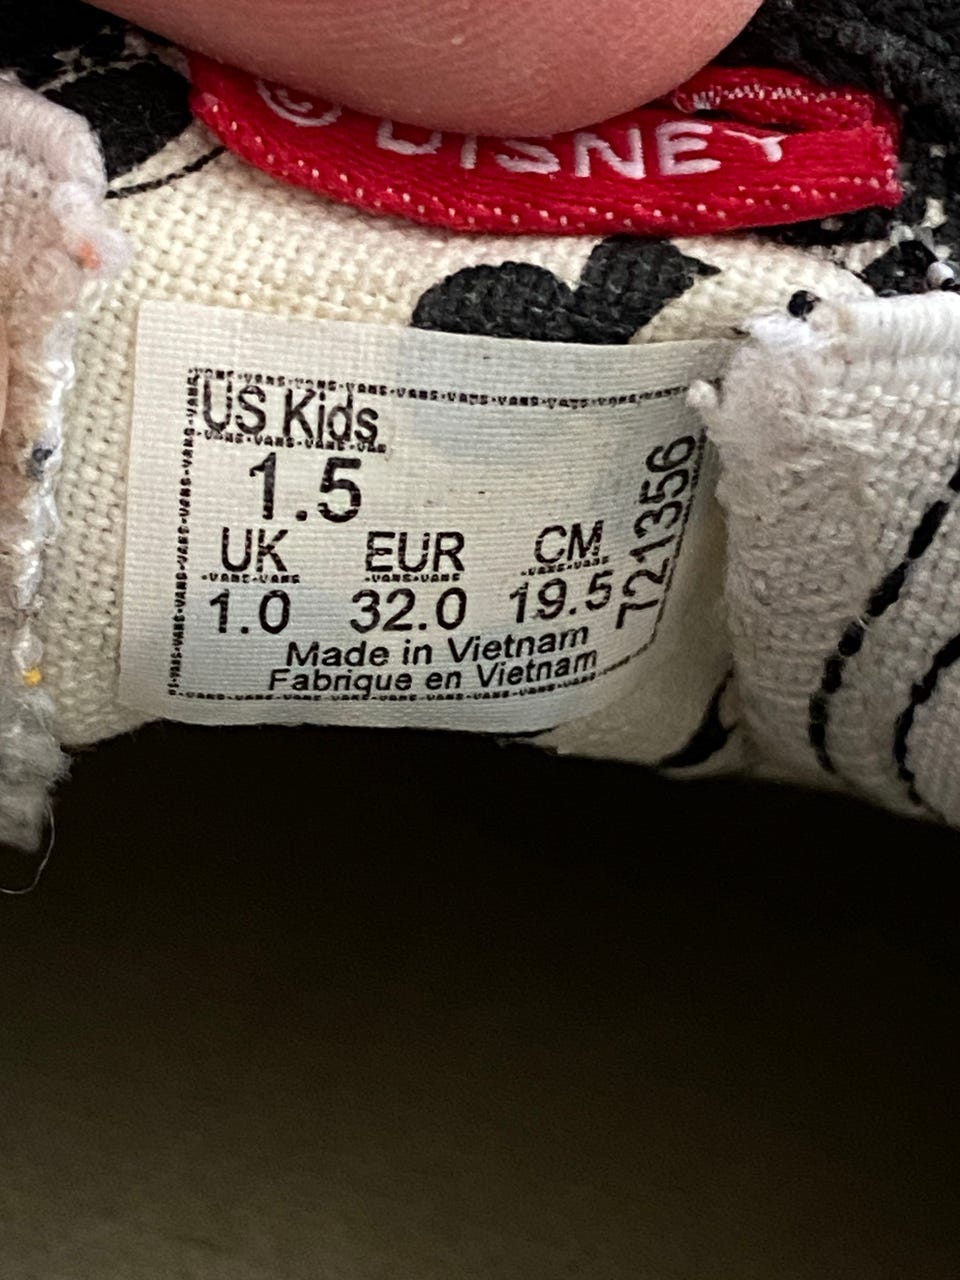 © DISNEY
US Kids
1.5
UK EUR CM
1.0 32.0 19.5
Made in Vietnam
Fabrique en Vietnam
721356